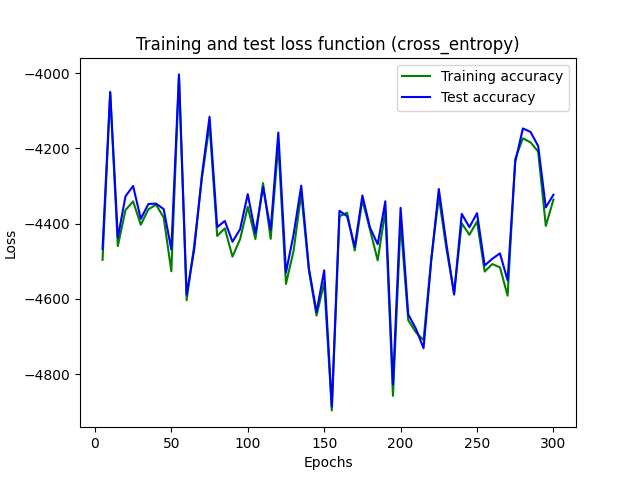 Training and test loss function (cross_entropy)
Training accuracy
Test accuracy
−4000
−4200
−4400
−4600
−4800
Loss
0
50
100
150
200
250
300
Epochs